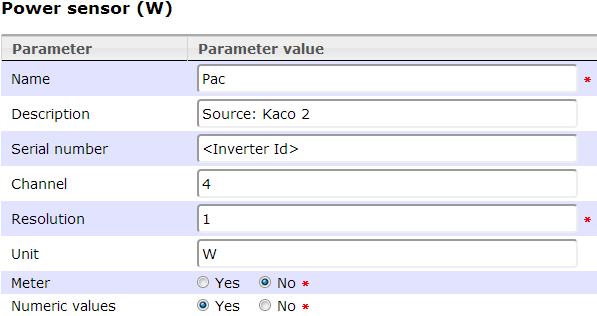 Power sensor (W)
Parameter Parameter value
Name Pac *
Description Source: Kaco 2
Serial number <Inverter Id>
Channel 4
Resolution 1 *
Unit W
Meter Yes No *
Numeric values Yes No *